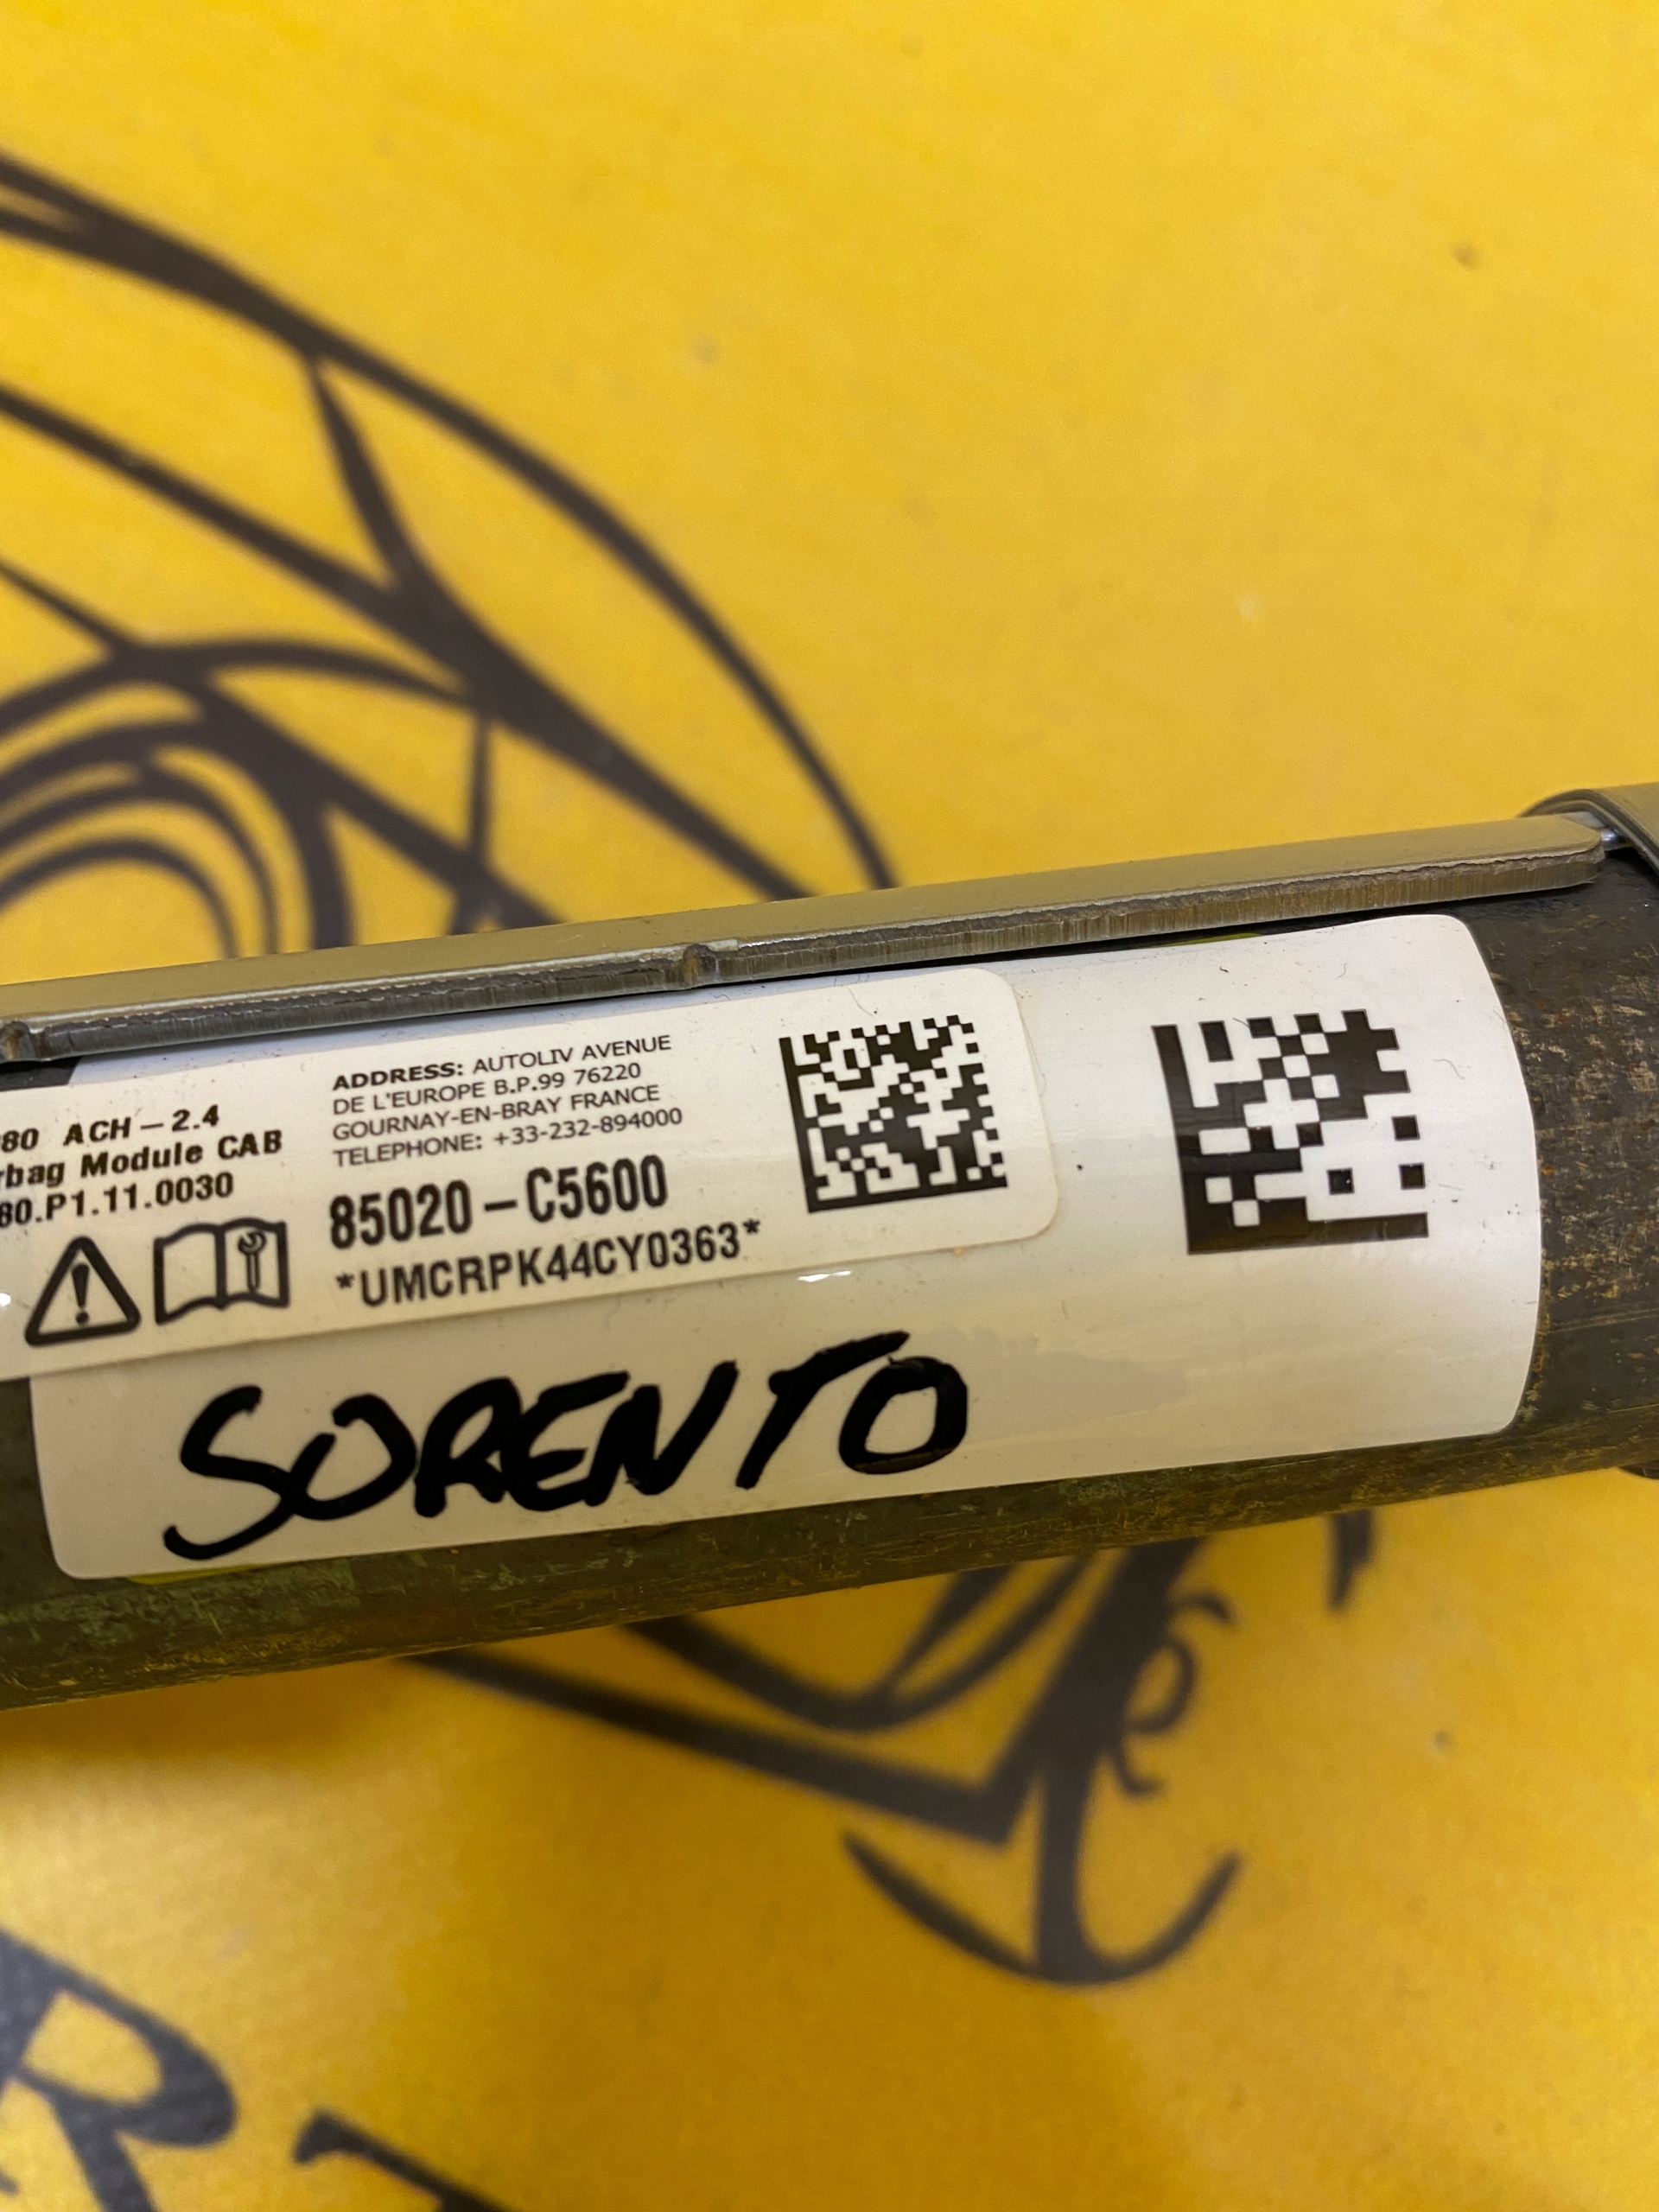 80 ACH – 2.4
rbag Module CAB
80.P1.11.0030
ADDRESS: AUTOLIV AVENUE
DE L'EUROPE B.P.99 76220
GOURNAY-EN-BRAY FRANCE
TELEPHONE: +33-232-894000
85020 – C5600
*UMCRPK44CY0363*
SORENTO